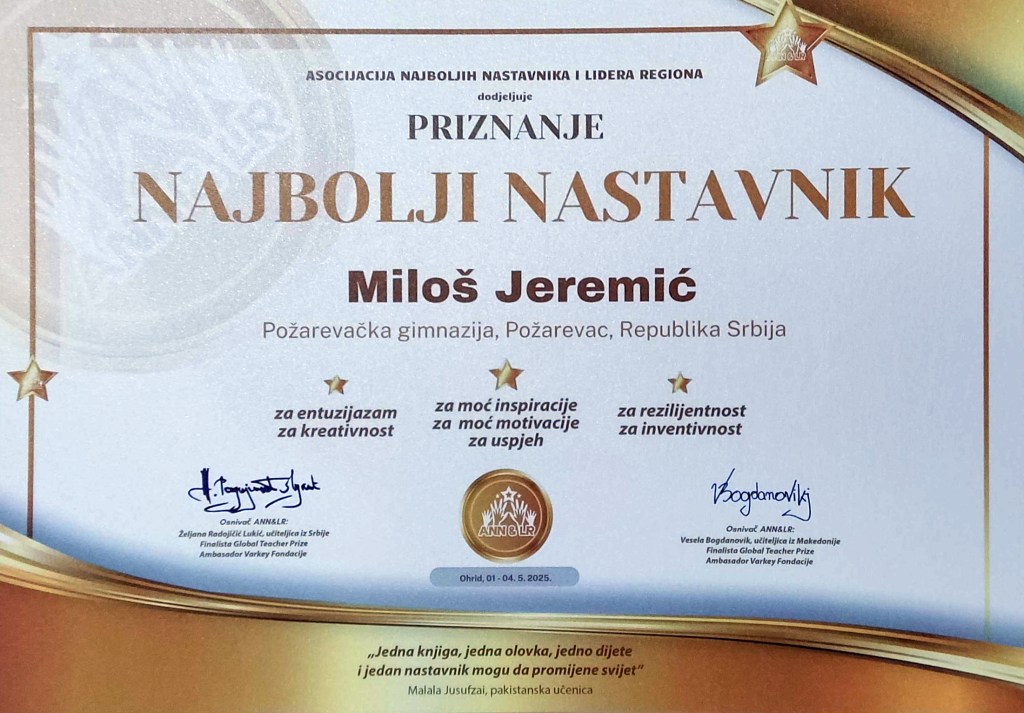 ANN & LR
ASOCIJACIJA NAJBOLJIH NASTAVNIKA I LIDERA REGIONA
dodjeljuje
PRIZNANJE
NAJBOLJI NASTAVNIK
Miloš Jeremić
Požarevačka gimnazija, Požarevac, Republika Srbija
za entuzijazam
za kreativnost
za moć inspiracije
za moć motivacije
za uspjeh
za rezilijentnost
za inventivnost
Osnivač ANN&LR:
Željana Radojičić Lukić, učiteljica iz Srbije
Finalista Global Teacher Prize
Ambasador Varkey Fondacije
ANN & LR
Ohrid, 01 - 04. 5. 2025.
VBogdanovikj
Osnivač ANN&LR:
Vesela Bogdanovik, učiteljica iz Makedonije
Finalista Global Teacher Prize
Ambasador Varkey Fondacije
„Jedna knjiga, jedna olovka, jedno dijete
i jedan nastavnik mogu da promijene svijet“
Malala Jusufzai, pakistanska učenica